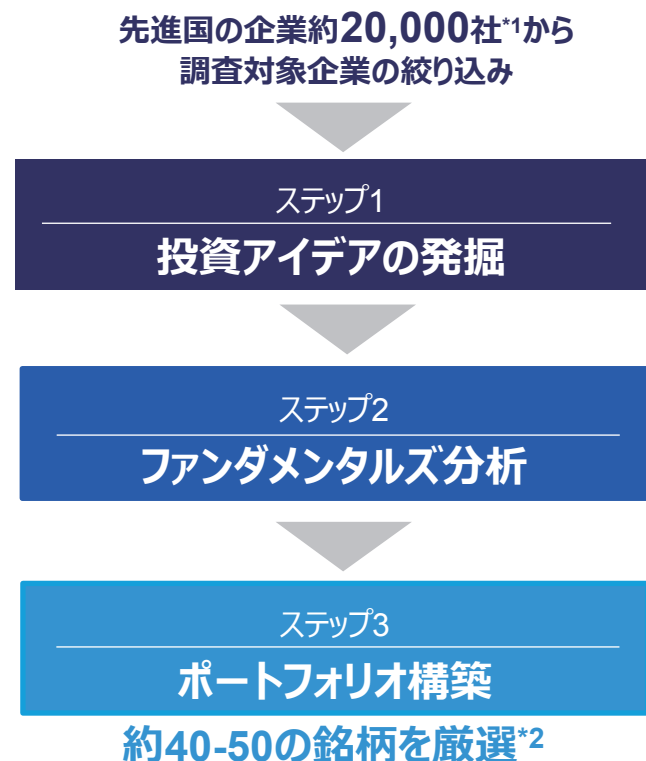 先進国の企業約20,000社*1から
調査対象企業の絞り込み
ステップ1
投資アイデアの発掘
ステップ2
ファンダメンタルズ分析
ステップ3
ポートフォリオ構築
約40-50の銘柄を厳選*2